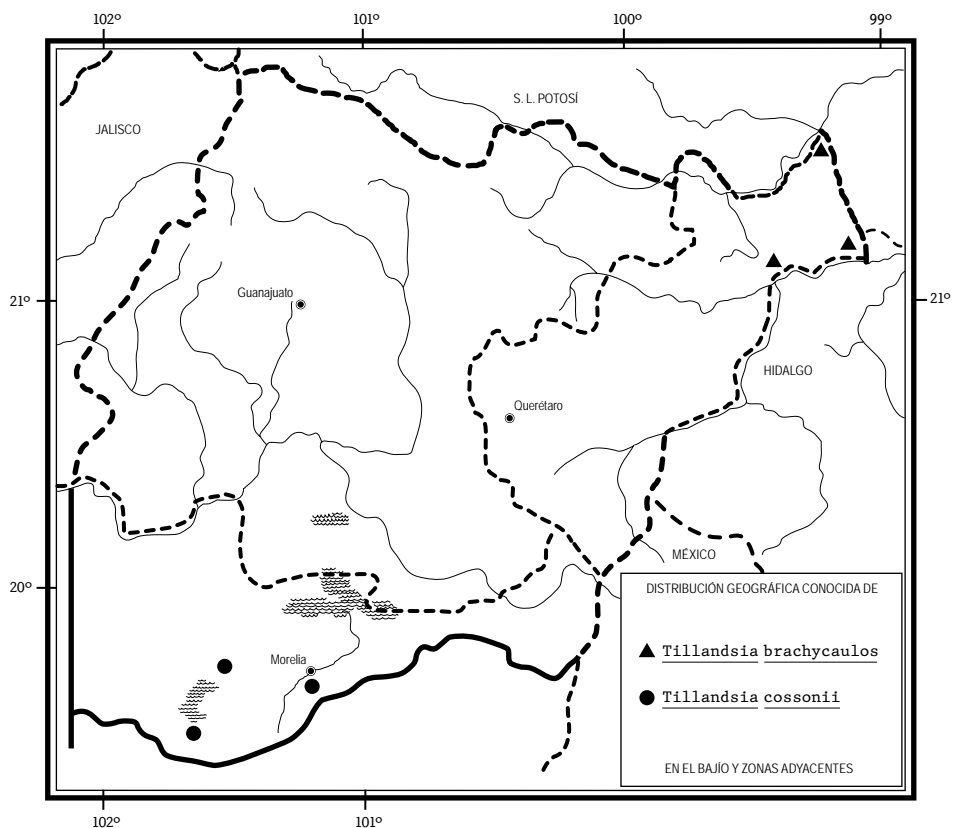 102º 101º 100º 99º
S. L. POTOSÍ
JALISCO
Guanajuato
21º 21º
HIDALGO
Querétaro
MÉXICO
20º
DISTRIBUCIÓN GEOGRÁFICA CONOCIDA DE
Tillandsia brachycaulos
Morelia
Tillandsia cossonii
EN EL BAJÍO Y ZONAS ADYACENTES
102º 101º